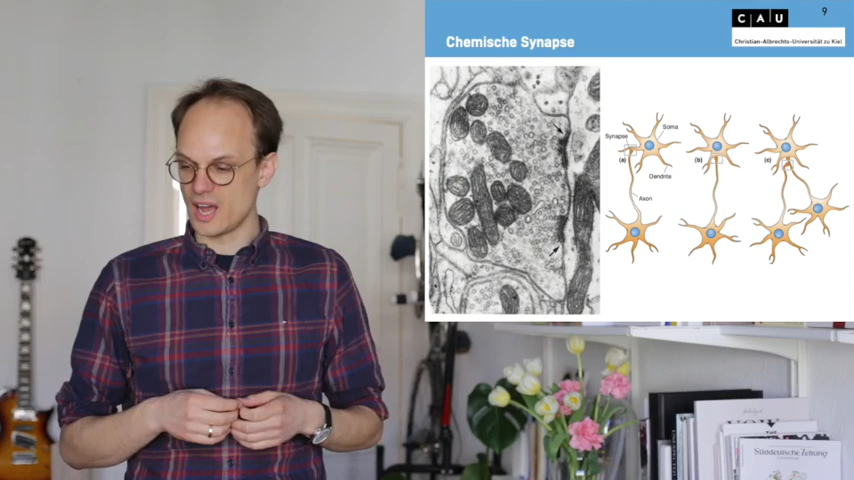 9
CAU
Christian-Albrechts-Universität zu Kiel
Chemische Synapse
Synapse
Soma
(a)
(b)
(c)
Dendrite
Axon
Süddeutsche Zeitung